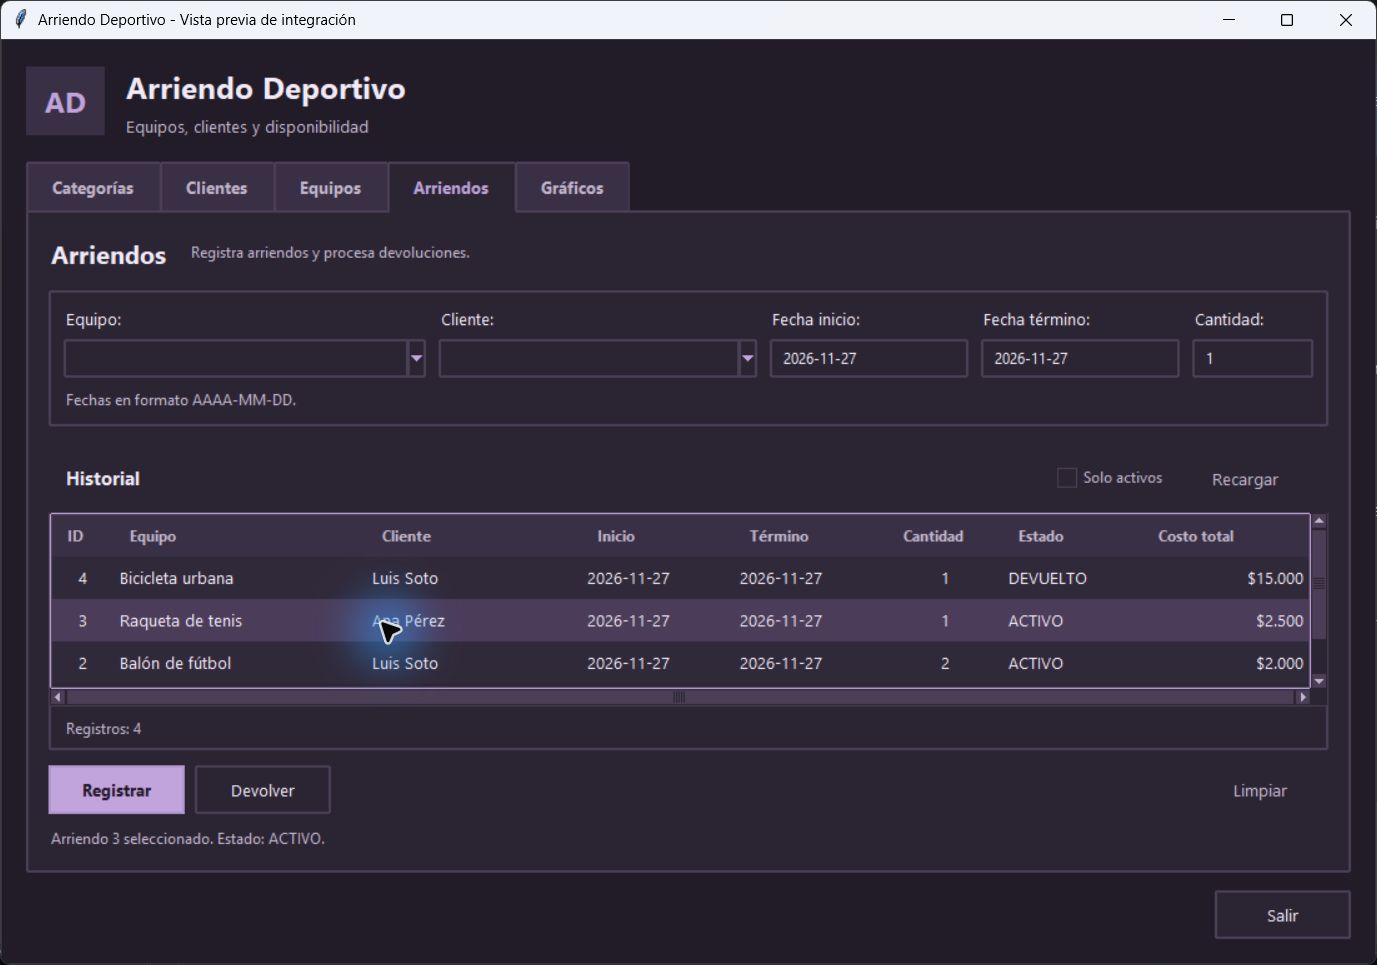 Arriendo Deportivo - Vista previa de integración
AD
Arriendo Deportivo
Equipos, clientes y disponibilidad
Categorías Clientes Equipos Arriendos Gráficos
Arriendos Registra arriendos y procesa devoluciones.
Equipo: Cliente: Fecha inicio: Fecha término: Cantidad:
2026-11-27 2026-11-27 1
Fechas en formato AAAA-MM-DD.
Historial Solo activos Recargar
ID Equipo Cliente Inicio Término Cantidad Estado Costo total
4 Bicicleta urbana Luis Soto 2026-11-27 2026-11-27 1 DEVUELTO $15.000
3 Raqueta de tenis Ana Pérez 2026-11-27 2026-11-27 1 ACTIVO $2.500
2 Balón de fútbol Luis Soto 2026-11-27 2026-11-27 2 ACTIVO $2.000
Registros: 4
Registrar Devolver Limpiar
Arriendo 3 seleccionado. Estado: ACTIVO.
Salir